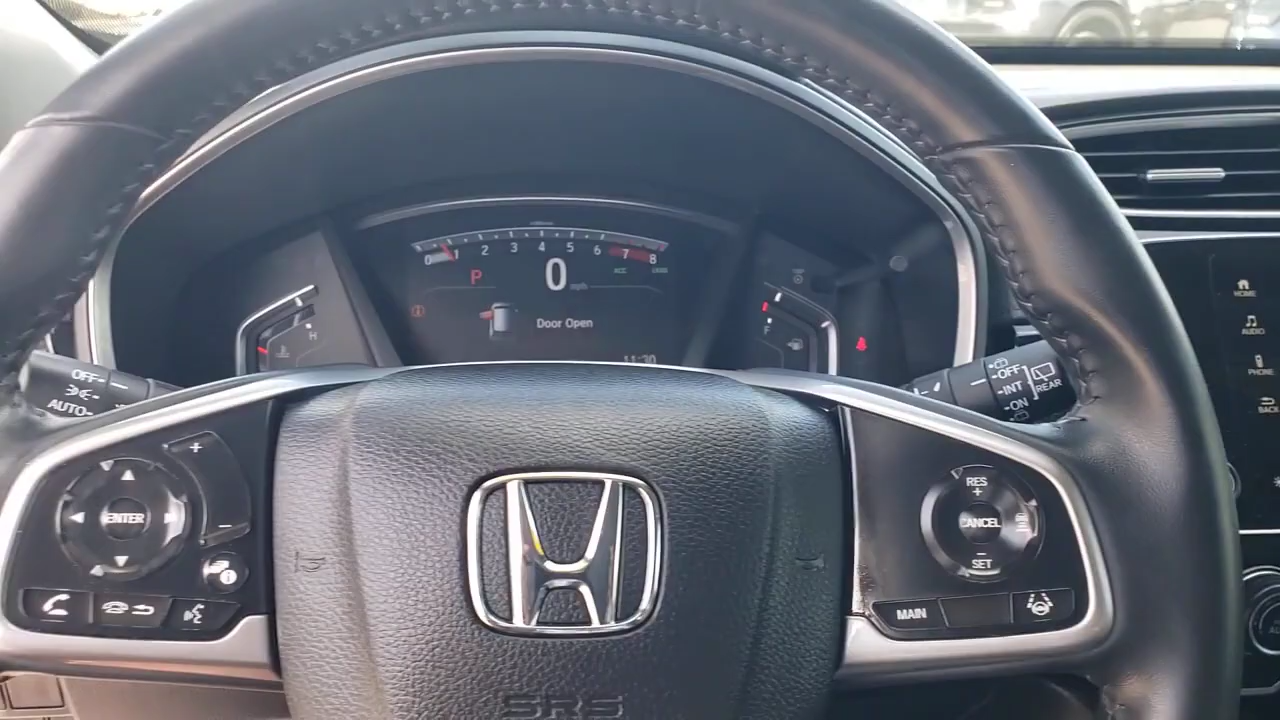 0 1 2 3 4 5 6 7 8
P
0 mph
Door Open
11:30
H
F
OFF
AUTO
OFF
INT
ON
REAR
HOME
AUDIO
PHONE
BACK
+
ENTER
-
RES
+
CANCEL
-
SET
MAIN
SRS